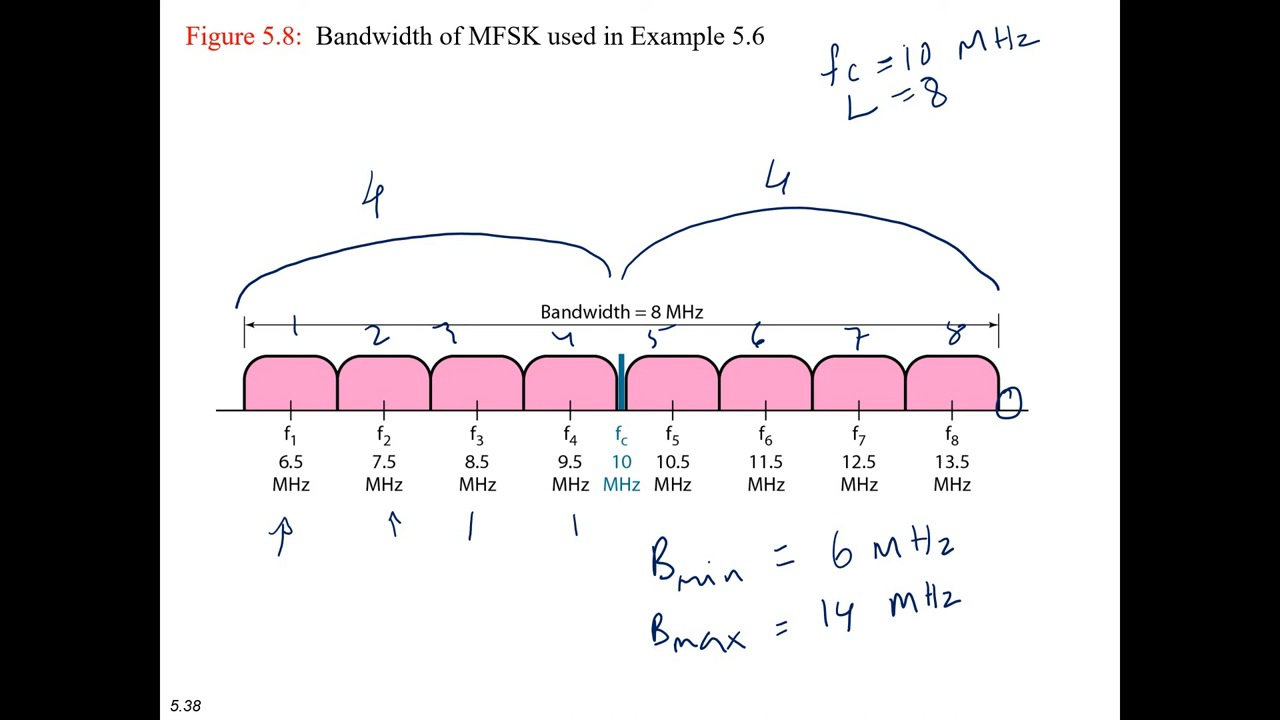 Figure 5.8: Bandwidth of MFSK used in Example 5.6
fc = 10 MHz
L = 8
4 4
Bandwidth = 8 MHz
1 2 3 4 5 6 7 8
f1 f2 f3 f4 fc f5 f6 f7 f8
6.5 7.5 8.5 9.5 10 10.5 11.5 12.5 13.5
MHz MHz MHz MHz MHz MHz MHz MHz MHz
Bmin = 6 MHz
Bmax = 14 MHz
5.38